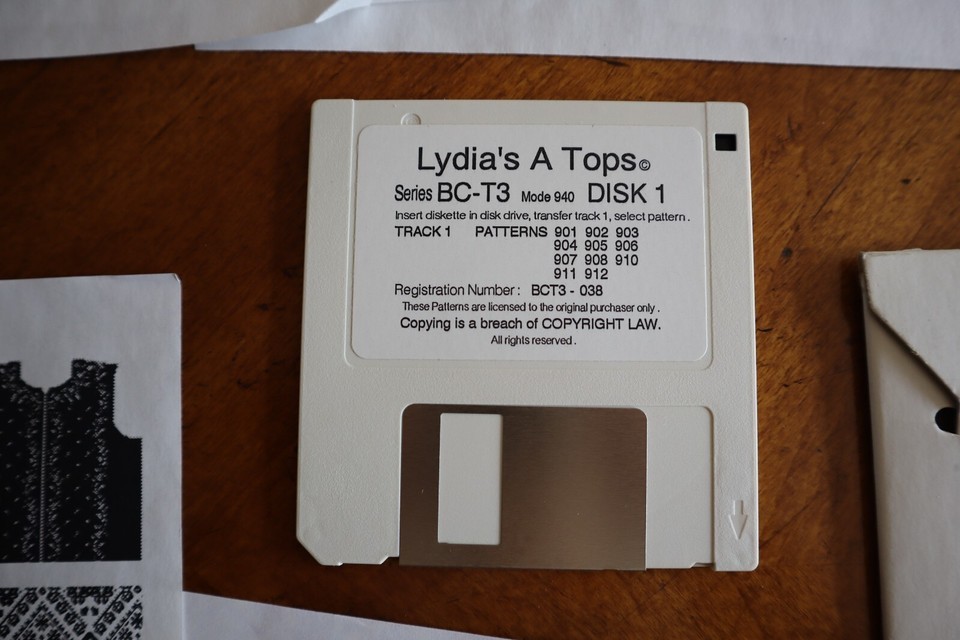 Lydia's A Tops©
Series BC-T3 Mode 940 DISK 1
Insert diskette in disk drive, transfer track 1, select pattern.
TRACK 1 PATTERNS 901 902 903
904 905 906
907 908 910
911 912
Registration Number: BCT3 - 038
These Patterns are licensed to the original purchaser only.
Copying is a breach of COPYRIGHT LAW.
All rights reserved.